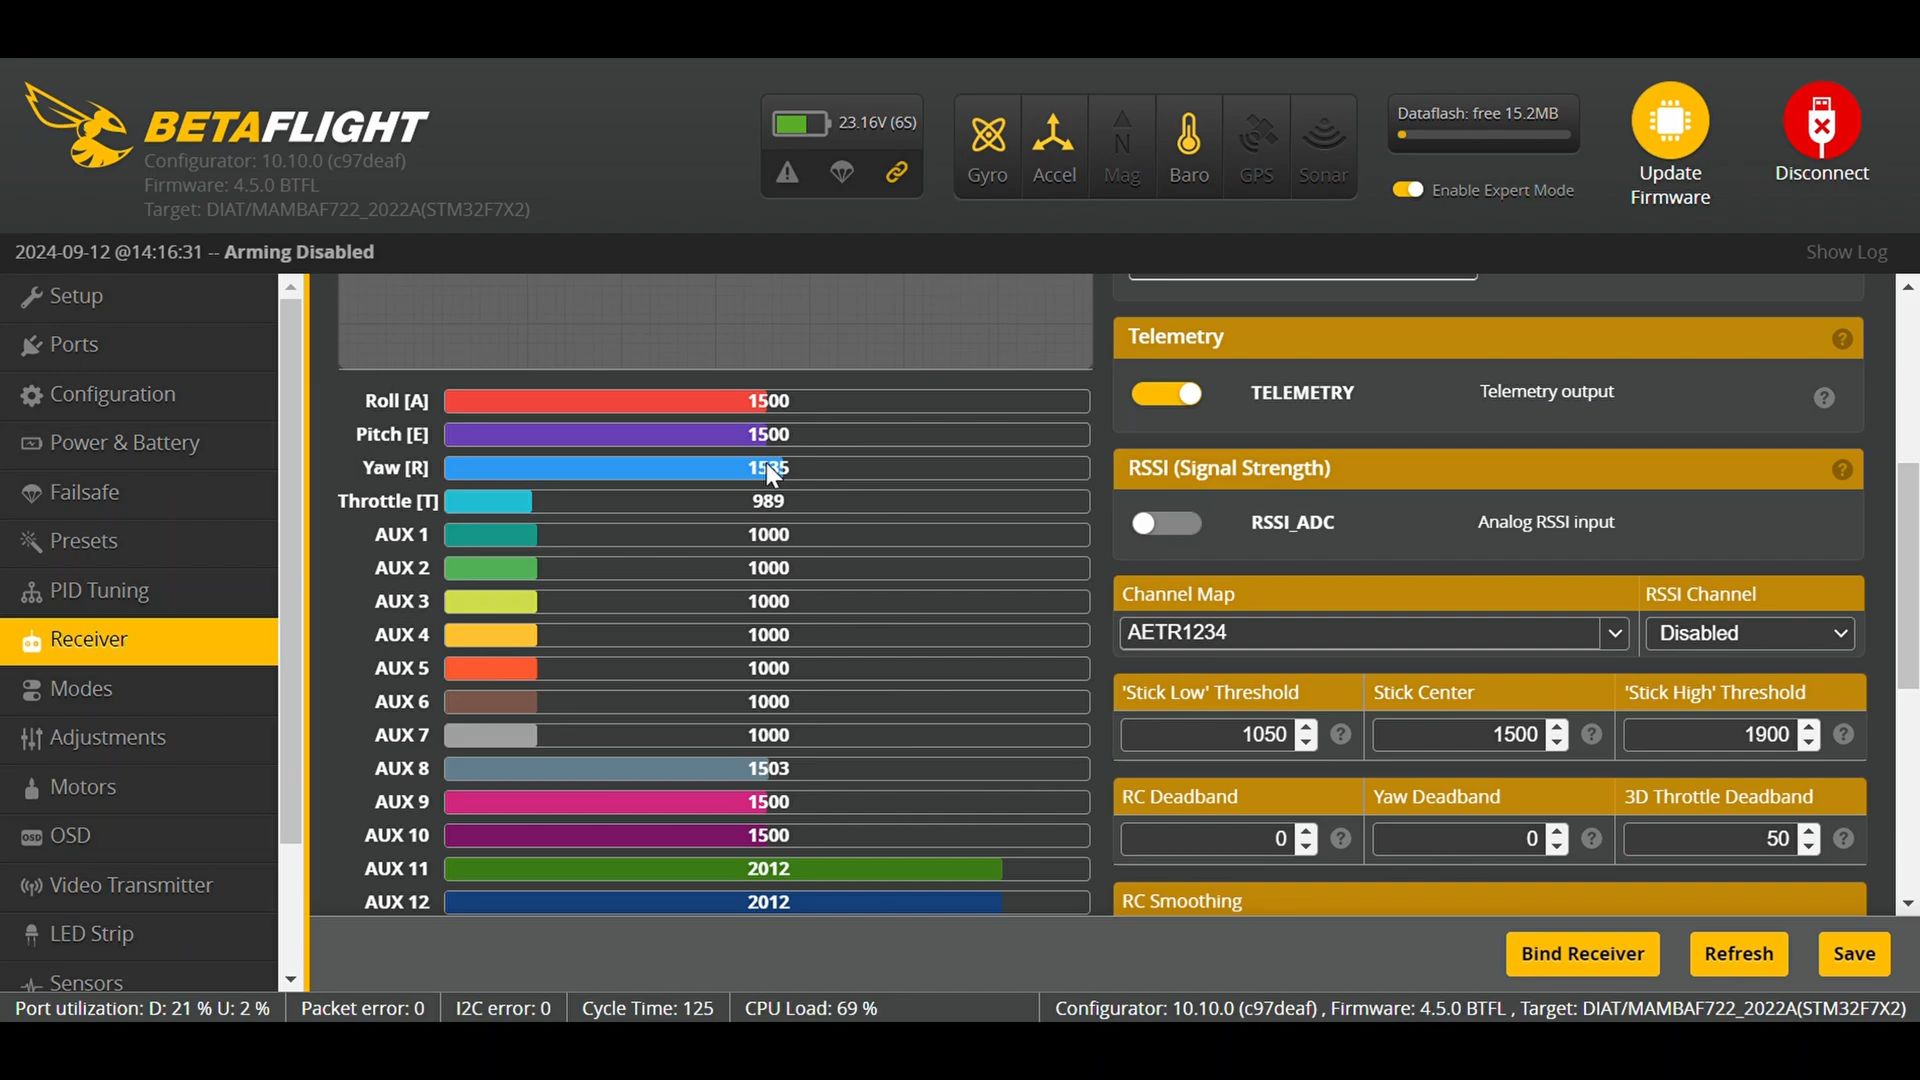 BETAFLIGHT
Configurator: 10.10.0 (c97deaf)
Firmware: 4.5.0 BTFL
Target: DIAT/MAMBAF722_2022A(STM32F7X2)
23.16V (6S)
Gyro
Accel
N
Mag
Baro
GPS
Sonar
Dataflash: free 15.2MB
Enable Expert Mode
Update
Firmware
Disconnect
2024-09-12 @14:16:31 -- Arming Disabled
Show Log
Setup
Ports
Configuration
Power & Battery
Failsafe
Presets
PID Tuning
Receiver
Modes
Adjustments
Motors
OSD OSD
Video Transmitter
LED Strip
Sensors
Roll [A] 1500
Pitch [E] 1500
Yaw [R]
Throttle [T] 989
AUX 1 1000
AUX 2 1000
AUX 3 1000
AUX 4 1000
AUX 5 1000
AUX 6 1000
AUX 7 1000
AUX 8 1503
AUX 9 1500
AUX 10 1500
AUX 11 2012
AUX 12 2012
Telemetry ?
TELEMETRY Telemetry output ?
RSSI (Signal Strength) ?
RSSI_ADC Analog RSSI input
Channel Map RSSI Channel
AETR1234 Disabled
'Stick Low' Threshold Stick Center 'Stick High' Threshold
1050 ? 1500 ? 1900 ?
RC Deadband Yaw Deadband 3D Throttle Deadband
0 ? 0 ? 50 ?
RC Smoothing
Bind Receiver Refresh Save
Port utilization: D: 21 % U: 2 % Packet error: 0 I2C error: 0 Cycle Time: 125 CPU Load: 69 % Configurator: 10.10.0 (c97deaf) , Firmware: 4.5.0 BTFL , Target: DIAT/MAMBAF722_2022A(STM32F7X2)